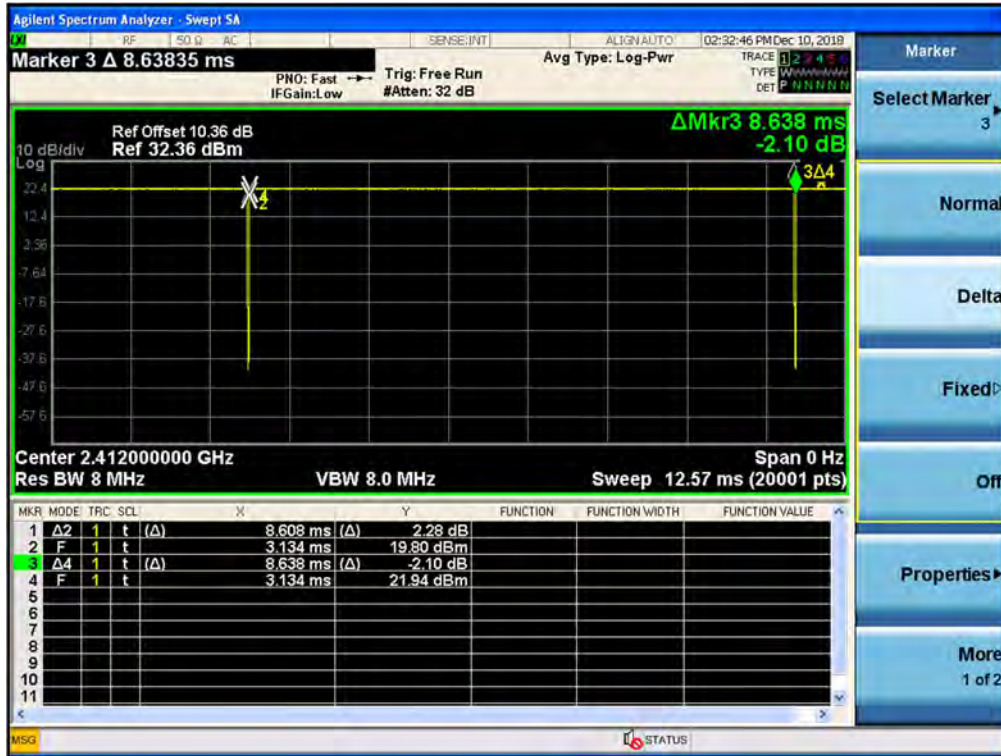 Agilent Spectrum Analyzer - Swept SA
LXI RF 50 Ω AC SENSE:INT ALIGN AUTO 02:32:46 PM Dec 10, 2018
Marker 3 Δ 8.63835 ms
PNO: Fast
IFGain:Low
Trig: Free Run
#Atten: 32 dB
Avg Type: Log-Pwr
TRACE 1 2 3 4 5 6
TYPE W
DET P N N N N N
ΔMkr3 8.638 ms
-2.10 dB
Ref Offset 10.36 dB
10 dB/div Ref 32.36 dBm
Log
22.4
12.4
2.36
-7.64
-17.6
-27.6
-37.6
-47.6
-57.6
4
2
3Δ4
Center 2.412000000 GHz Span 0 Hz
Res BW 8 MHz VBW 8.0 MHz Sweep 12.57 ms (20001 pts)
MKR MODE TRC SCL X Y FUNCTION FUNCTION WIDTH FUNCTION VALUE
1 Δ2 1 t (Δ) 8.608 ms (Δ) 2.28 dB
2 F 1 t 3.134 ms 19.80 dBm
3 Δ4 1 t (Δ) 8.638 ms (Δ) -2.10 dB
4 F 1 t 3.134 ms 21.94 dBm
5
6
7
8
9
10
11
MSG STATUS
Marker
Select Marker
3
Normal
Delta
Fixed
Off
Properties
More
1 of 2